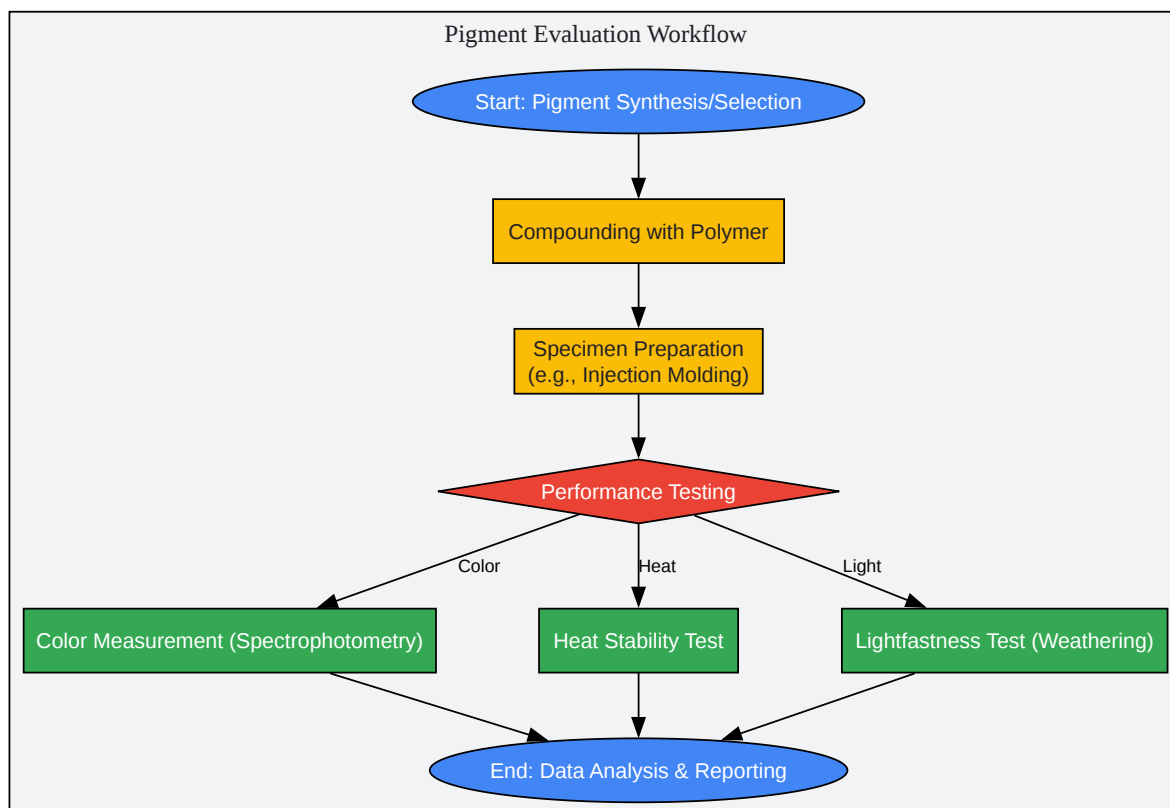 Pigment Evaluation Workflow
Start: Pigment Synthesis/Selection
Compounding with Polymer
Specimen Preparation
(e.g., Injection Molding)
Performance Testing
Color
Heat
Light
Color Measurement (Spectrophotometry)
Heat Stability Test
Lightfastness Test (Weathering)
End: Data Analysis & Reporting